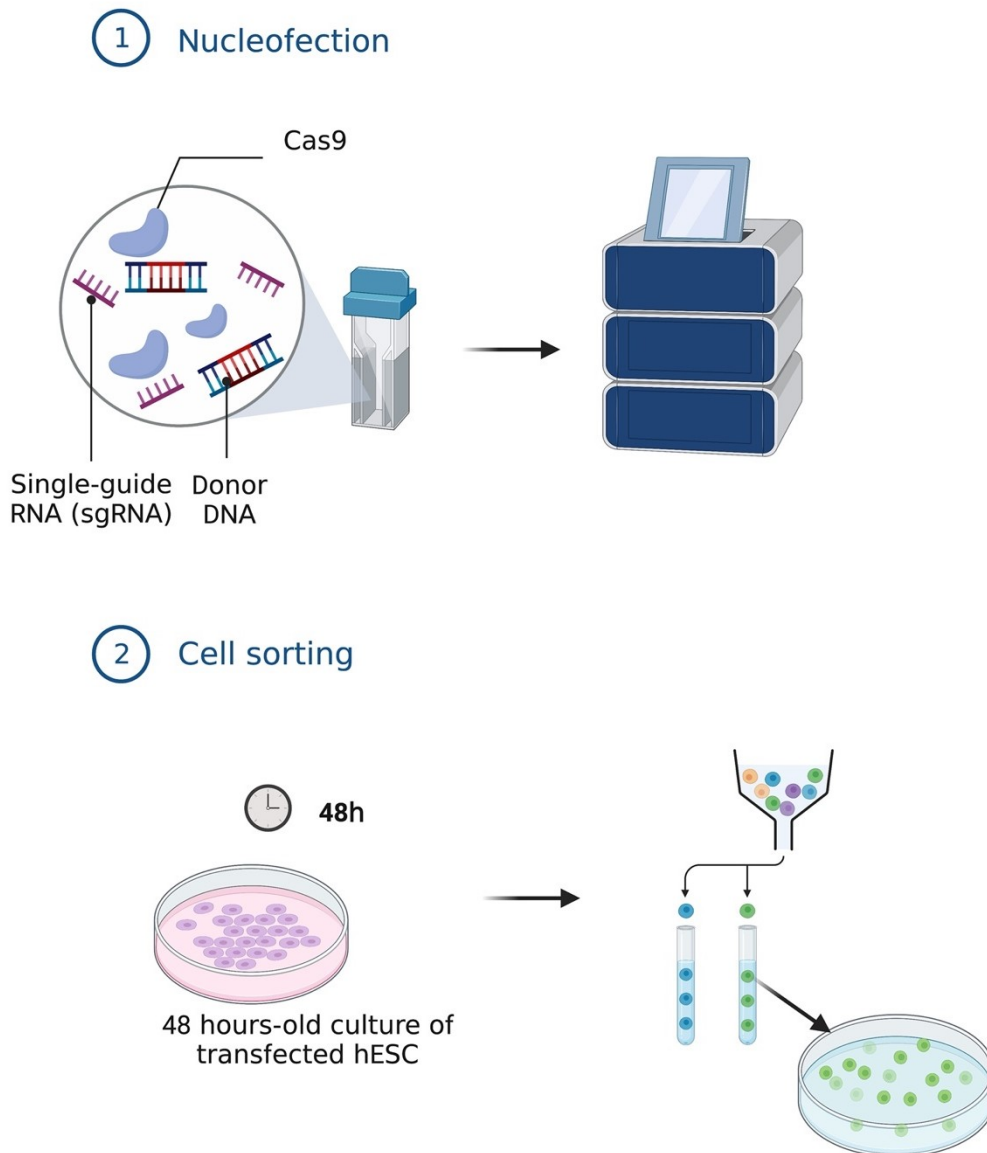 1 Nucleofection
Cas9
Single-guide
RNA (sgRNA)
Donor
DNA
2 Cell sorting
48h
48 hours-old culture of
transfected hESC